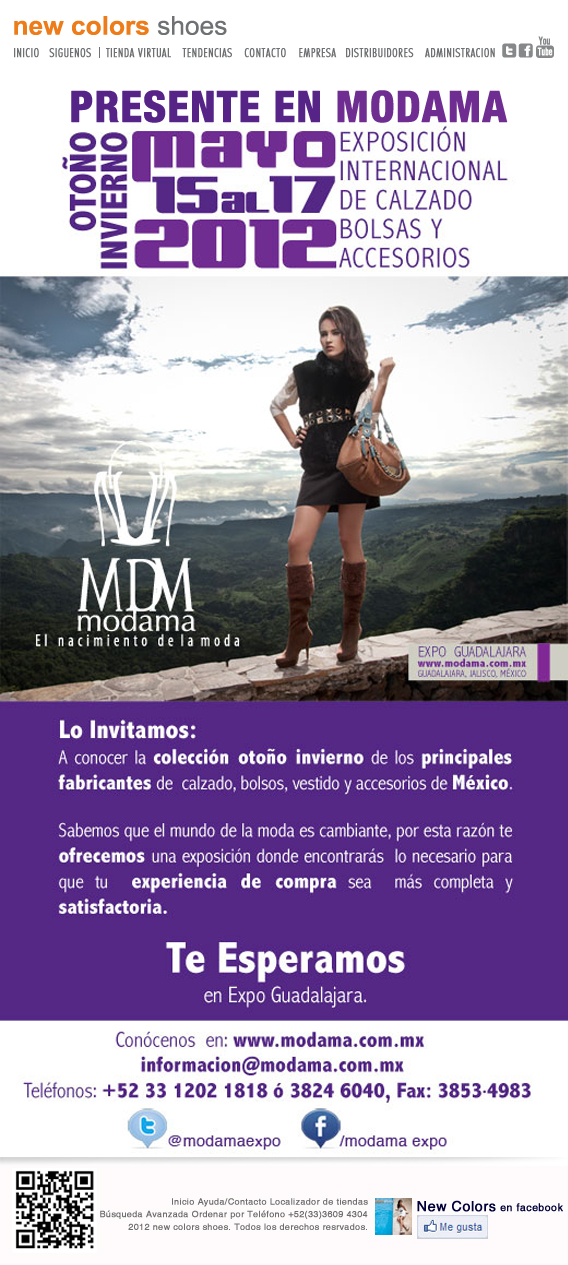 new colors shoes
INICIO SIGUENOS | TIENDA VIRTUAL TENDENCIAS CONTACTO EMPRESA DISTRIBUIDORES ADMINISTRACION You Tube
PRESENTE EN MODAMA
OTOÑO
INVIERNO
MAYO
15 AL 17
2012
EXPOSICIÓN
INTERNACIONAL
DE CALZADO
BOLSAS Y
ACCESORIOS
MDM
modama
El nacimiento de la moda
EXPO GUADALAJARA
www.modama.com.mx
GUADALAJARA, JALISCO, MÉXICO
Lo Invitamos:
A conocer la colección otoño invierno de los principales
fabricantes de calzado, bolsos, vestido y accesorios de México.
Sabemos que el mundo de la moda es cambiante, por esta razón te
ofrecemos una exposición donde encontrarás lo necesario para
que tu experiencia de compra sea más completa y
satisfactoria.
Te Esperamos
en Expo Guadalajara.
Conócenos en: www.modama.com.mx
informacion@modama.com.mx
Teléfonos: +52 33 1202 1818 ó 3824 6040, Fax: 3853-4983
@modamaexpo /modama expo
Inicio Ayuda/Contacto Localizador de tiendas
Búsqueda Avanzada Ordenar por Teléfono +52(33)3609 4304
2012 new colors shoes. Todos los derechos rservados.
New Colors en facebook
Me gusta